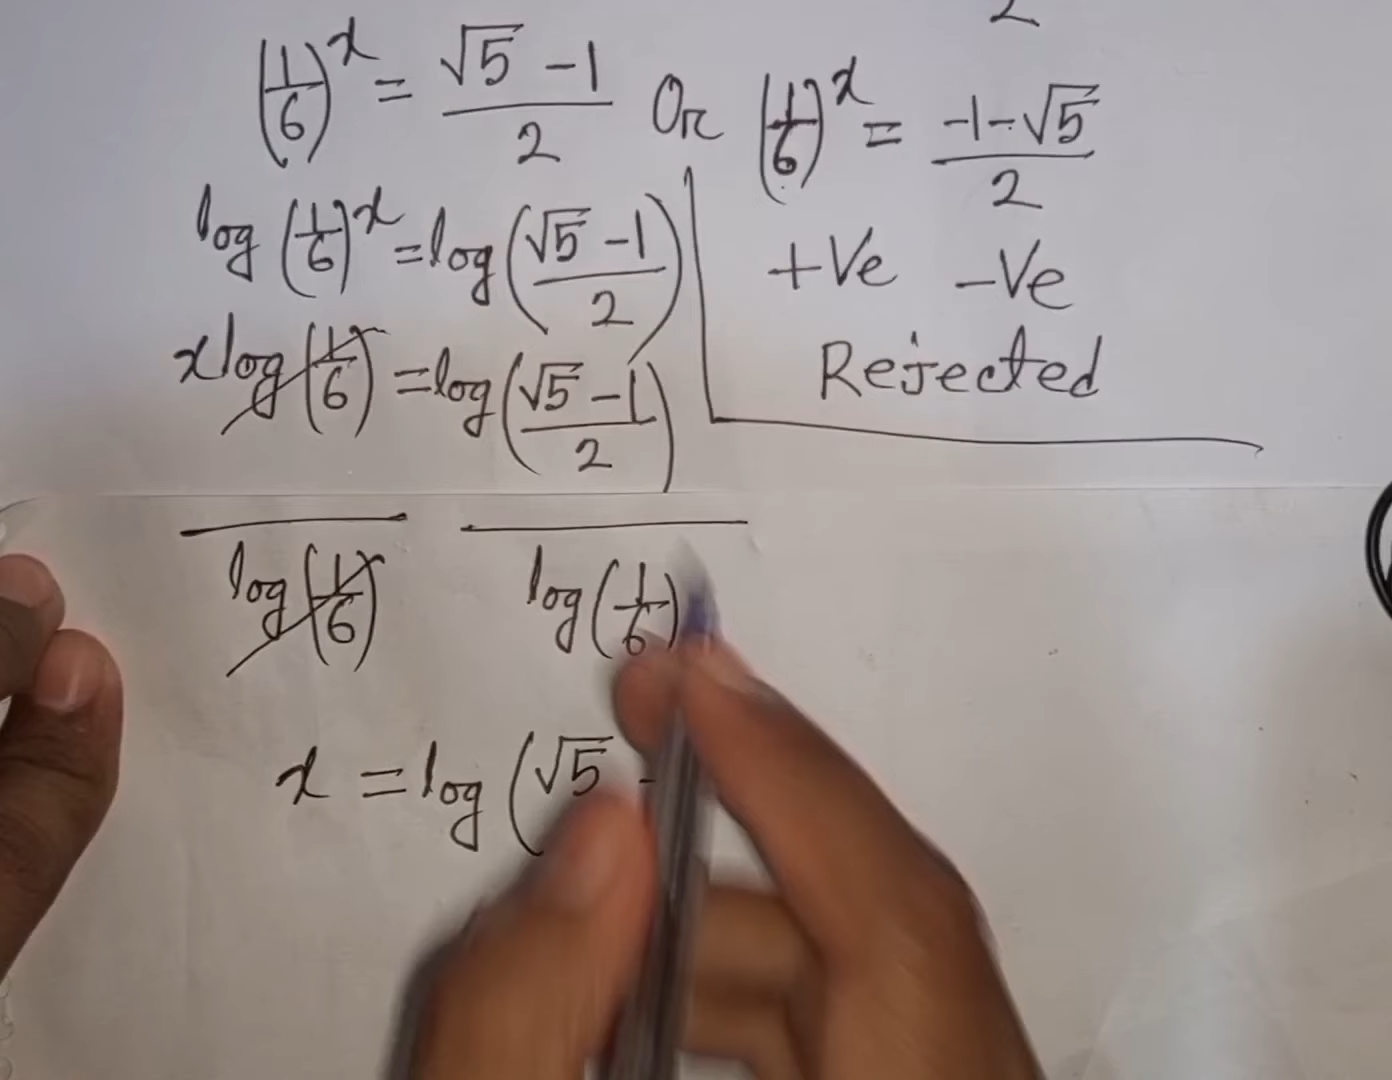 2
(1/6)^x = (√5 - 1)/2 Or (1/6)^x = (-1-√5)/2
log (1/6)^x = log((√5 - 1)/2)
+Ve -Ve
x log(1/6) = log((√5 - 1)/2)
Rejected
log(1/6) log(1/6)
x = log (√5 -